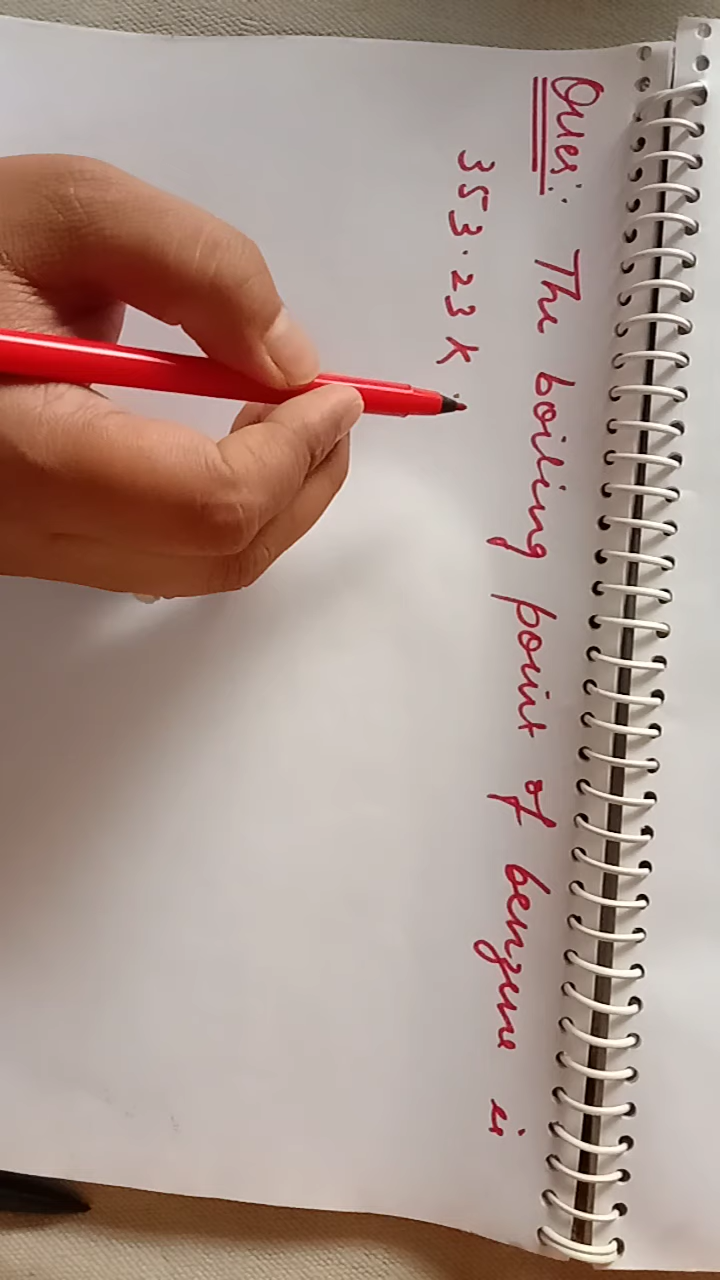 Ques:- The boiling point of benzene is
353.23 K